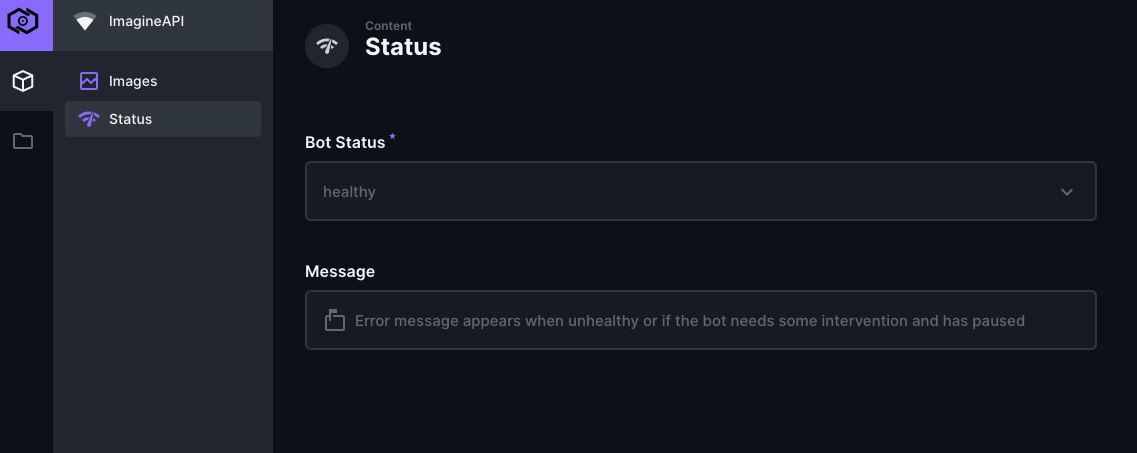 ImagineAPI
Images
Status
Content
Status
Bot Status *
healthy
Message
Error message appears when unhealthy or if the bot needs some intervention and has paused